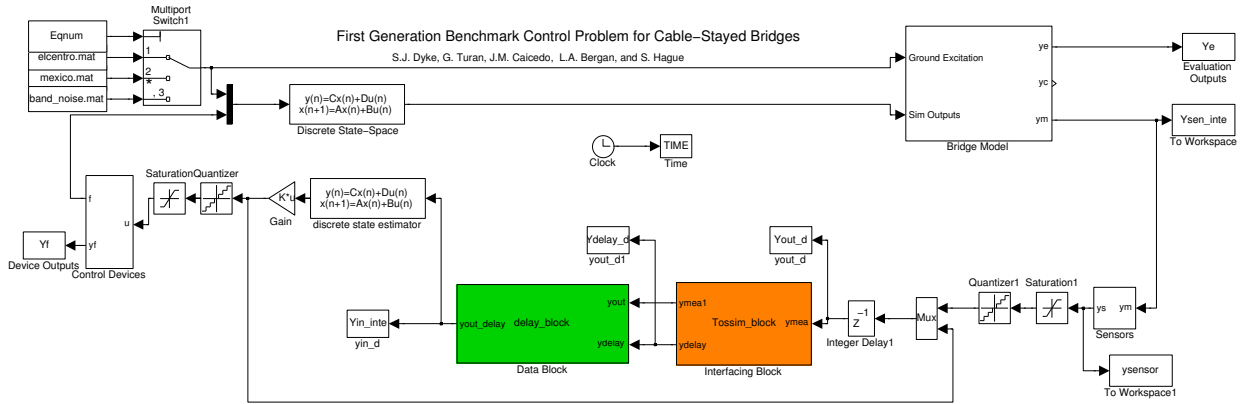 Multiport
Switch1
Eqnum
elcentro.mat
mexico.mat
band_noise.mat
1
2
*
, 3
First Generation Benchmark Control Problem for Cable−Stayed Bridges
S.J. Dyke, G. Turan, J.M. Caicedo, L.A. Bergan, and S. Hague
y(n)=Cx(n)+Du(n)
x(n+1)=Ax(n)+Bu(n)
Discrete State−Space
Ground Excitation
Sim Outputs
ye
yc
ym
Bridge Model
Ye
Evaluation
Outputs
Ysen_inte
To Workspace
Clock
TIME
Time
f
u
yf
Control Devices
Yf
Device Outputs
Saturation
Quantizer
K*u
Gain
y(n)=Cx(n)+Du(n)
x(n+1)=Ax(n)+Bu(n)
discrete state estimator
Yin_inte
yin_d
yout_delay
delay_block
yout
ydelay
Data Block
Ydelay_d
yout_d1
ymea1
Tossim_block
ymea
ydelay
Interfacing Block
Yout_d
yout_d
−1
Z
Integer Delay1
Mux
Quantizer1
Saturation1
ys
ym
Sensors
ysensor
To Workspace1